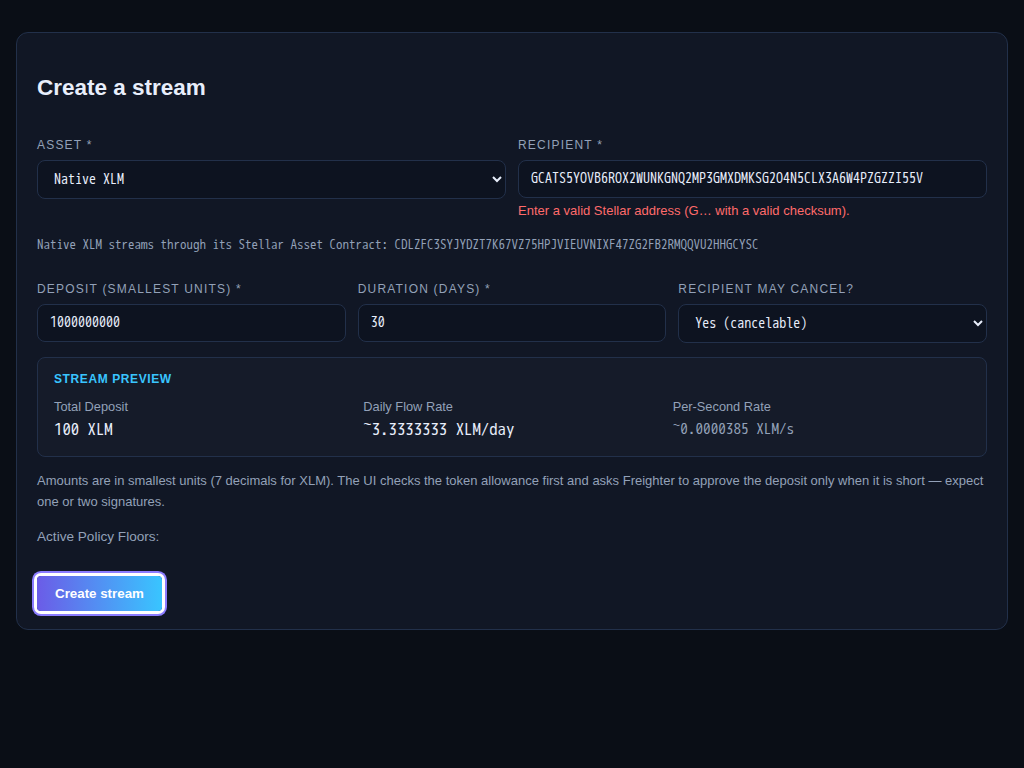 Create a stream
ASSET * RECIPIENT *
Native XLM GCATS5YOVB6ROX2WUNKGNQ2MP3GMXDMKSG2O4N5CLX3A6W4PZGZZI55V
Enter a valid Stellar address (G… with a valid checksum).
Native XLM streams through its Stellar Asset Contract: CDLZFC3SYJYDZT7K67VZ75HPJVIEUVNIXF47ZG2FB2RMQQVU2HHGCYSC
DEPOSIT (SMALLEST UNITS) * DURATION (DAYS) * RECIPIENT MAY CANCEL?
1000000000 30 Yes (cancelable)
STREAM PREVIEW
Total Deposit Daily Flow Rate Per-Second Rate
100 XLM ~3.3333333 XLM/day ~0.0000385 XLM/s
Amounts are in smallest units (7 decimals for XLM). The UI checks the token allowance first and asks Freighter to approve the deposit only when it is short — expect
one or two signatures.
Active Policy Floors:
Create stream